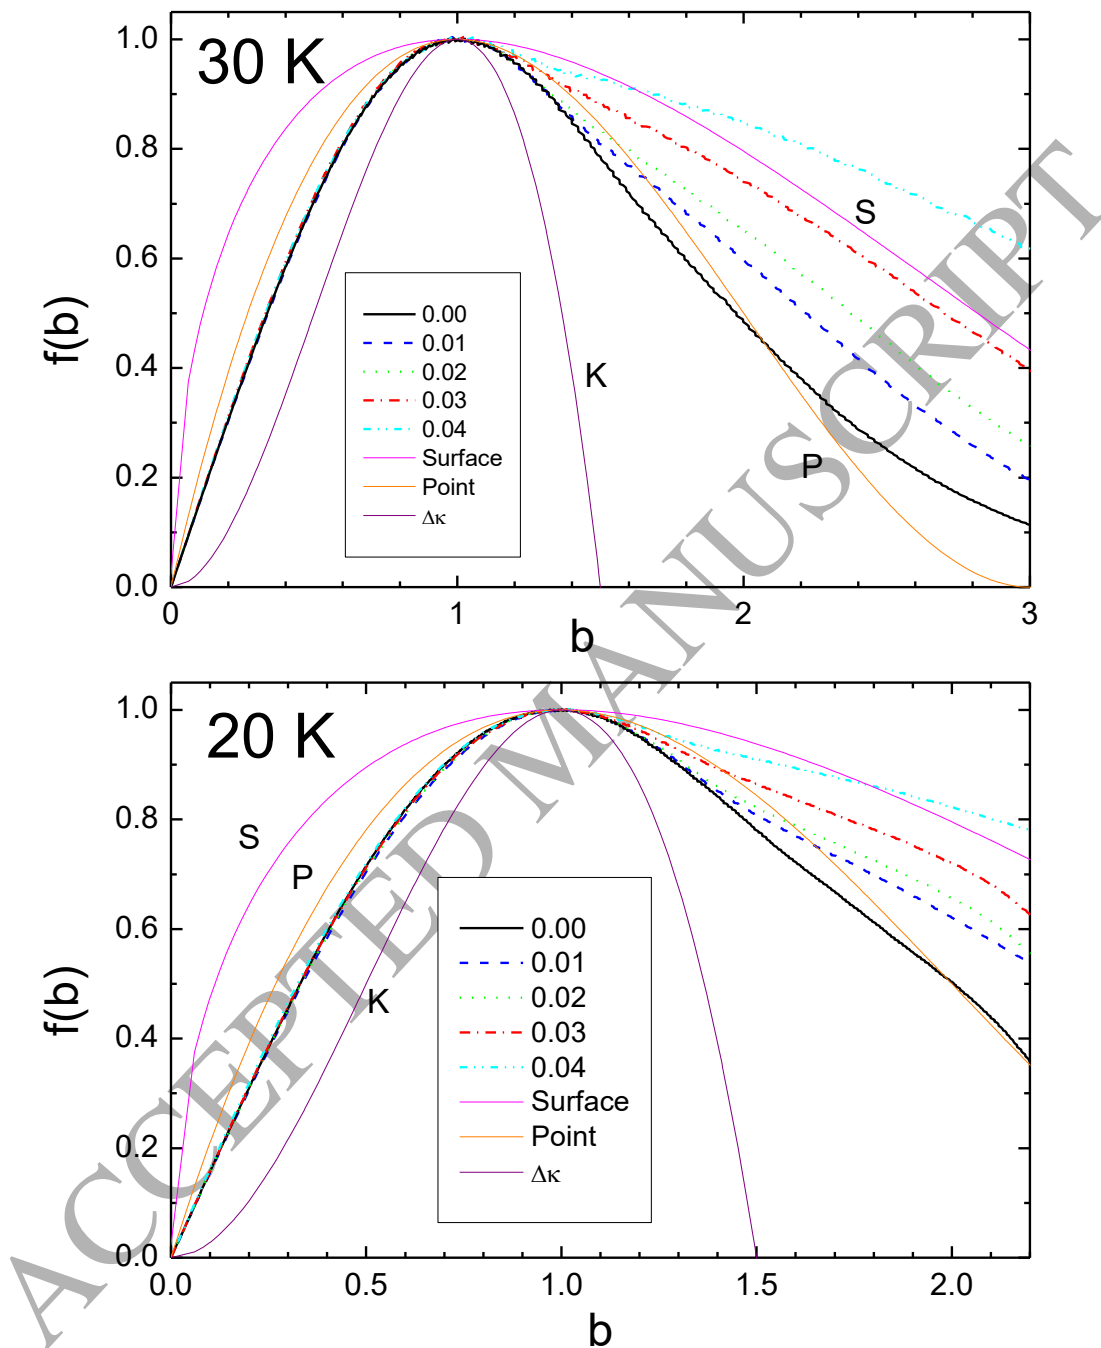 30 K
1.0
0.8
0.6
0.4
0.2
0.0
f(b)
S
K
P
0.00
0.01
0.02
0.03
0.04
Surface
Point
Δκ
0
1
2
3
b
20 K
1.0
0.8
0.6
0.4
0.2
0.0
f(b)
S
P
K
0.00
0.01
0.02
0.03
0.04
Surface
Point
Δκ
0.0
0.5
1.0
1.5
2.0
b
ACCEPTED MANUSCRIPT